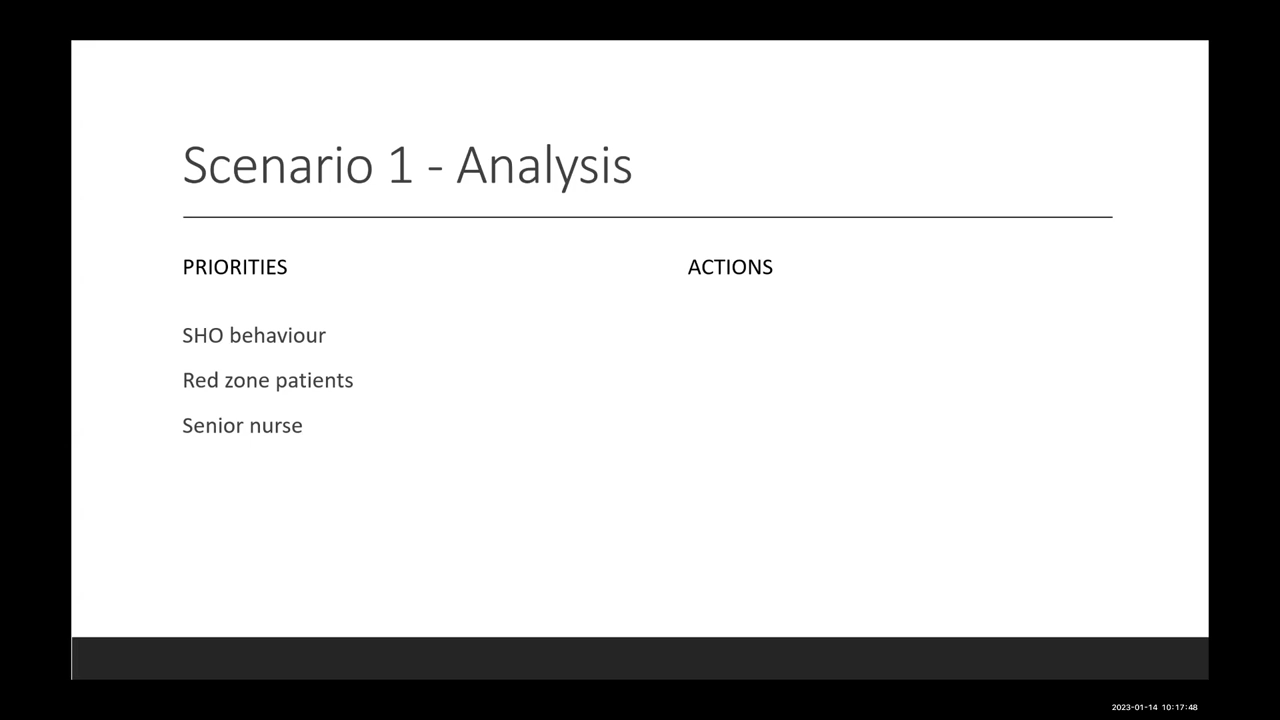 Scenario 1 - Analysis
PRIORITIES
SHO behaviour
Red zone patients
Senior nurse
ACTIONS
2023-01-14 10:17:48